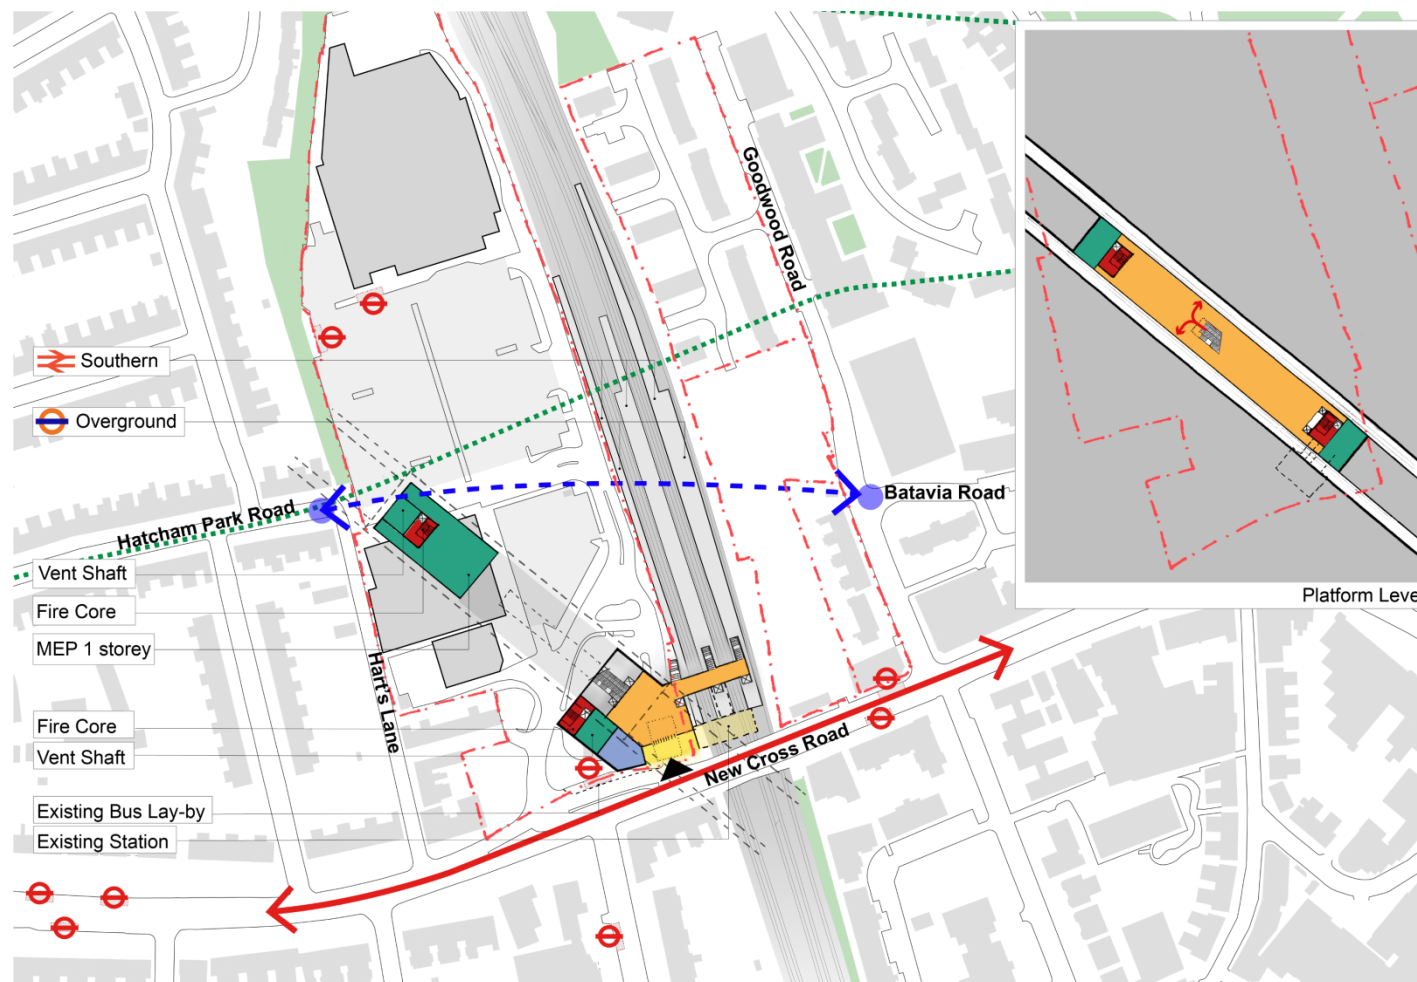 Goodwood Road
Southern
Overground
Batavia Road
Hatcham Park Road
Vent Shaft
Fire Core
MEP 1 storey
Platform Leve
Hart's Lane
Fire Core
Vent Shaft
New Cross Road
Existing Bus Lay-by
Existing Station